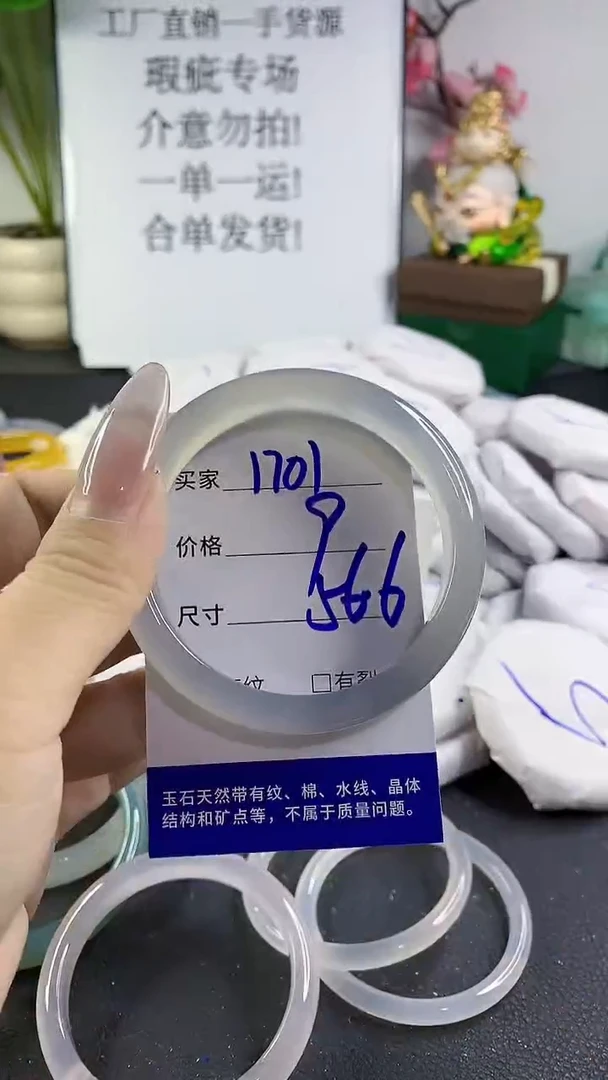 工厂直销一手货源
瑕疵专场
介意勿拍!
一单一运!
合单发货!
买家 1701
价格
尺寸 566
纹 □有裂
玉石天然带有纹、棉、水线、晶体
结构和矿点等，不属于质量问题。